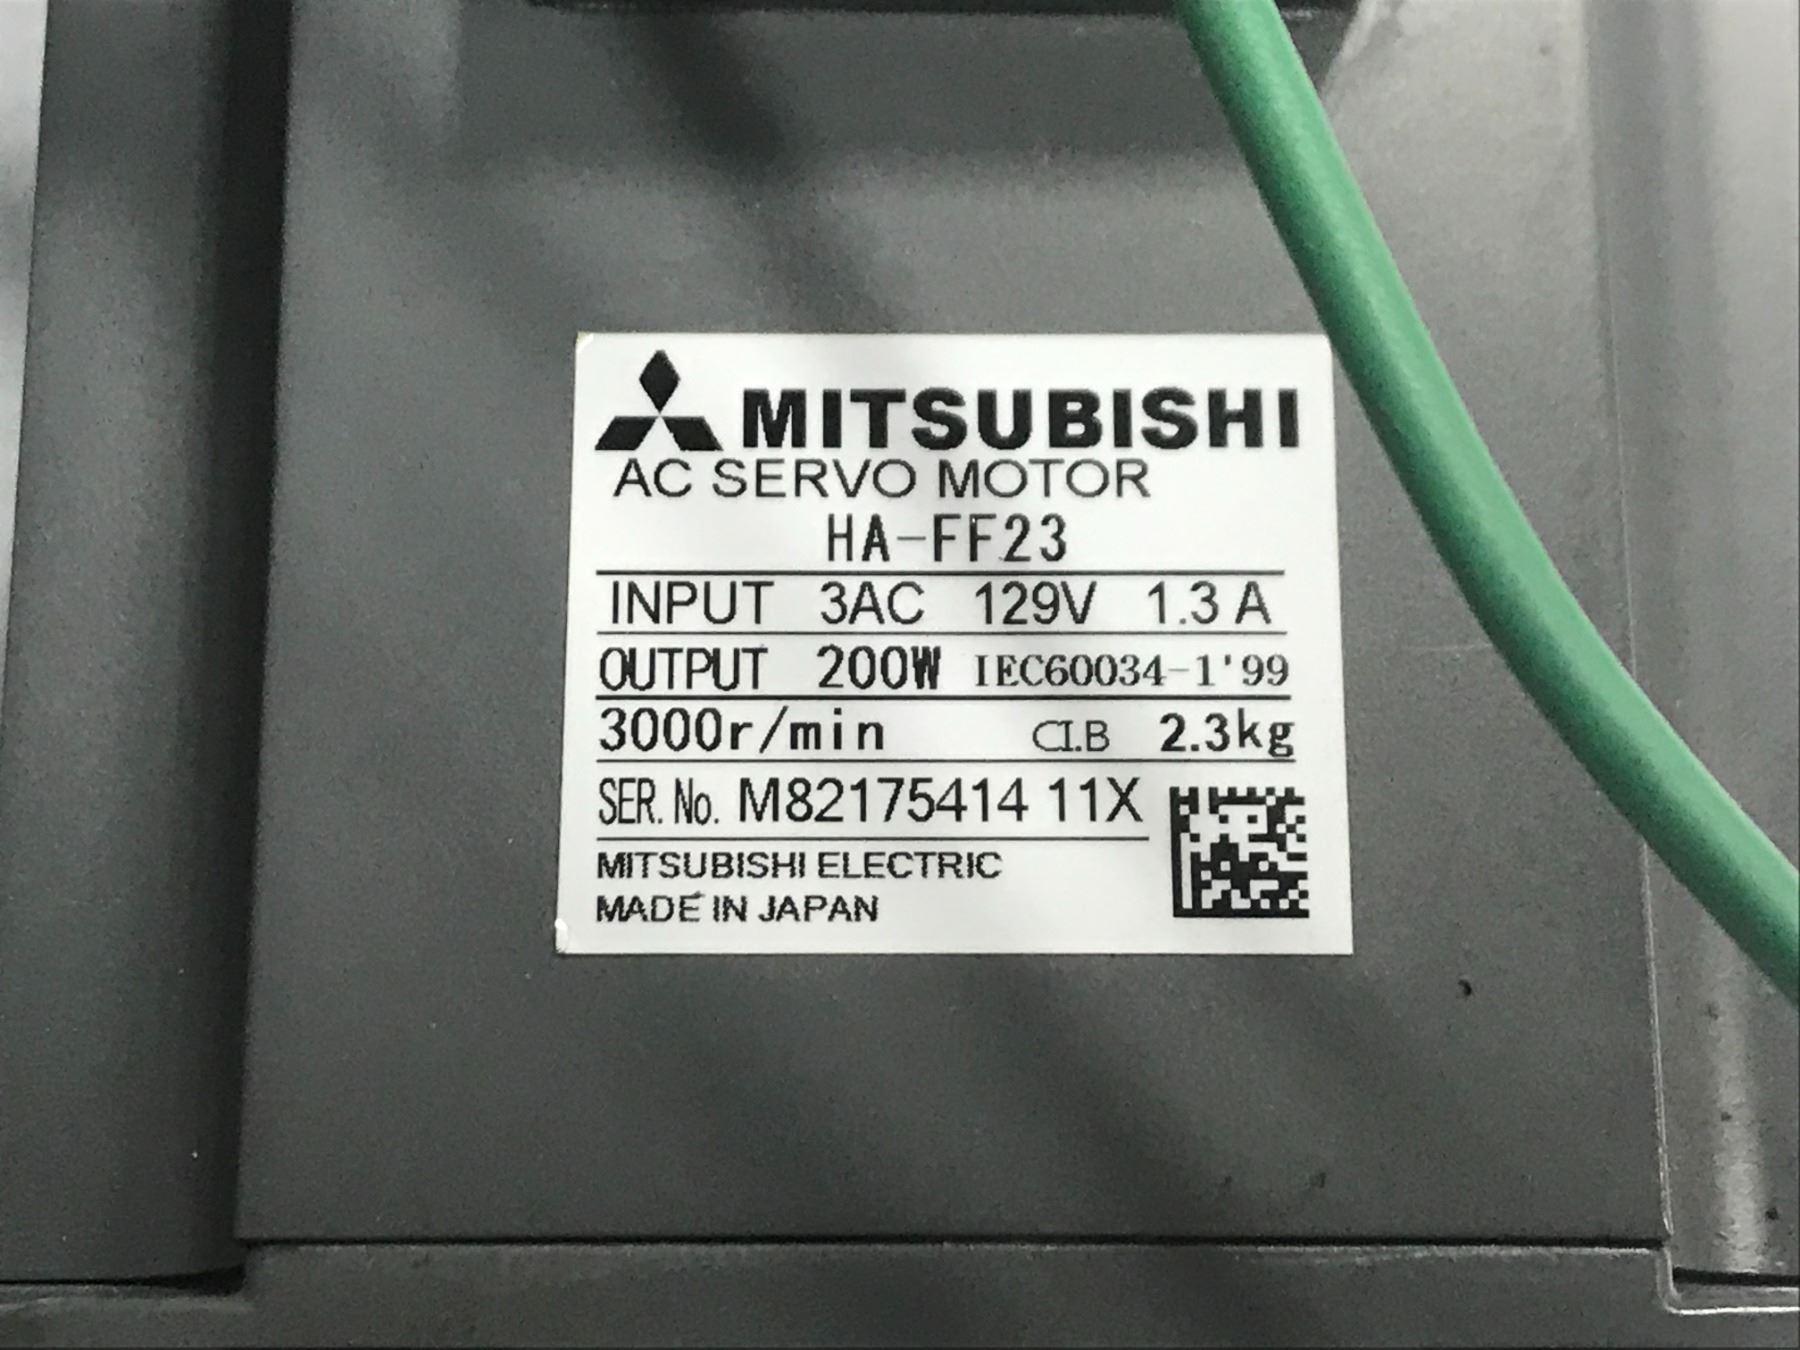 MITSUBISHI
AC SERVO MOTOR
HA-FF23
INPUT 3AC 129V 1.3 A
OUTPUT 200W IEC60034-1'99
3000r/min CI.B 2.3kg
SER. No. M82175414 11X
MITSUBISHI ELECTRIC
MADE IN JAPAN